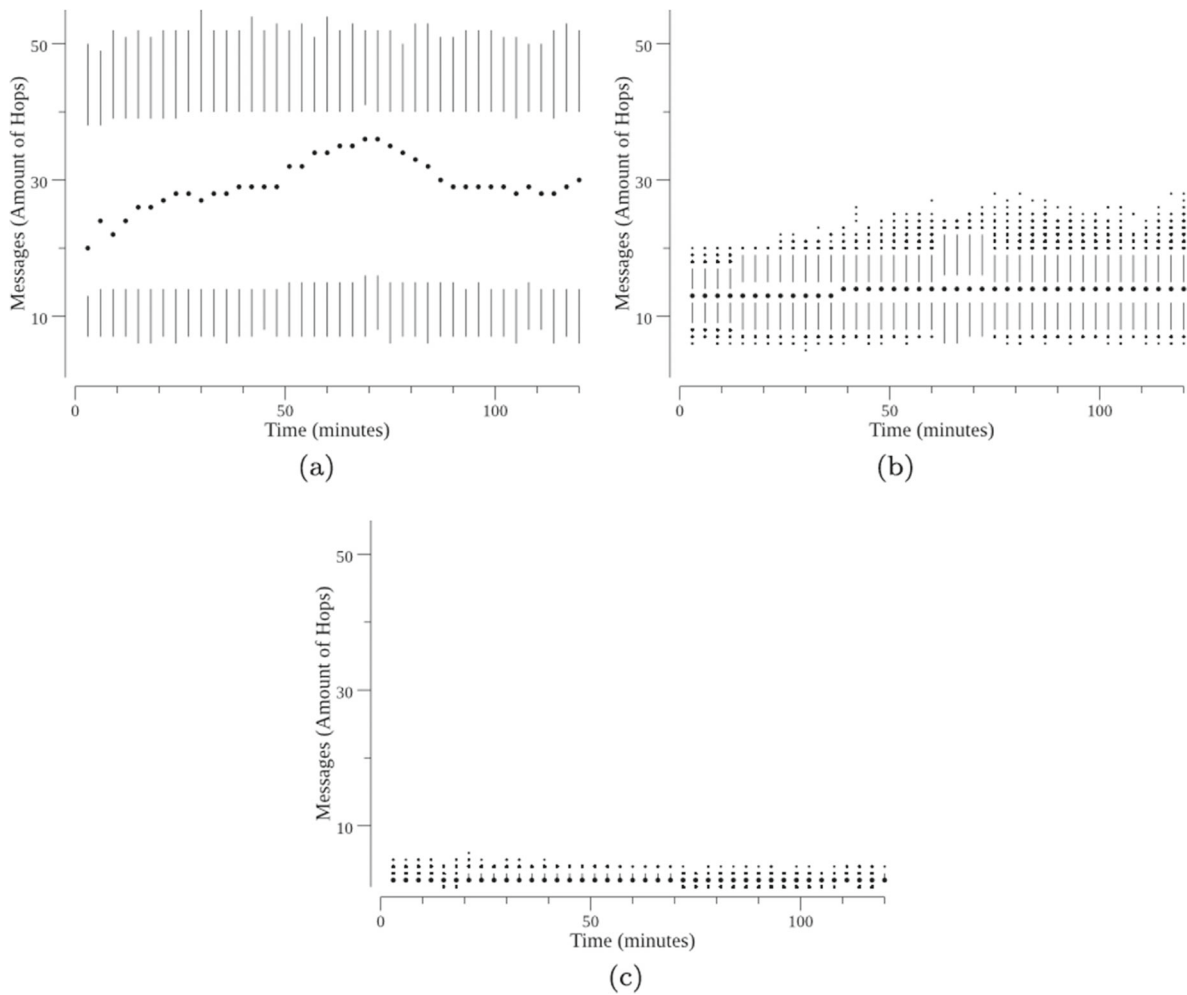 50
30
10
Messages (Amount of Hops)
0 50 100
Time (minutes)
(a)
50
30
10
Messages (Amount of Hops)
0 50 100
Time (minutes)
(b)
50
30
10
Messages (Amount of Hops)
0 50 100
Time (minutes)
(c)